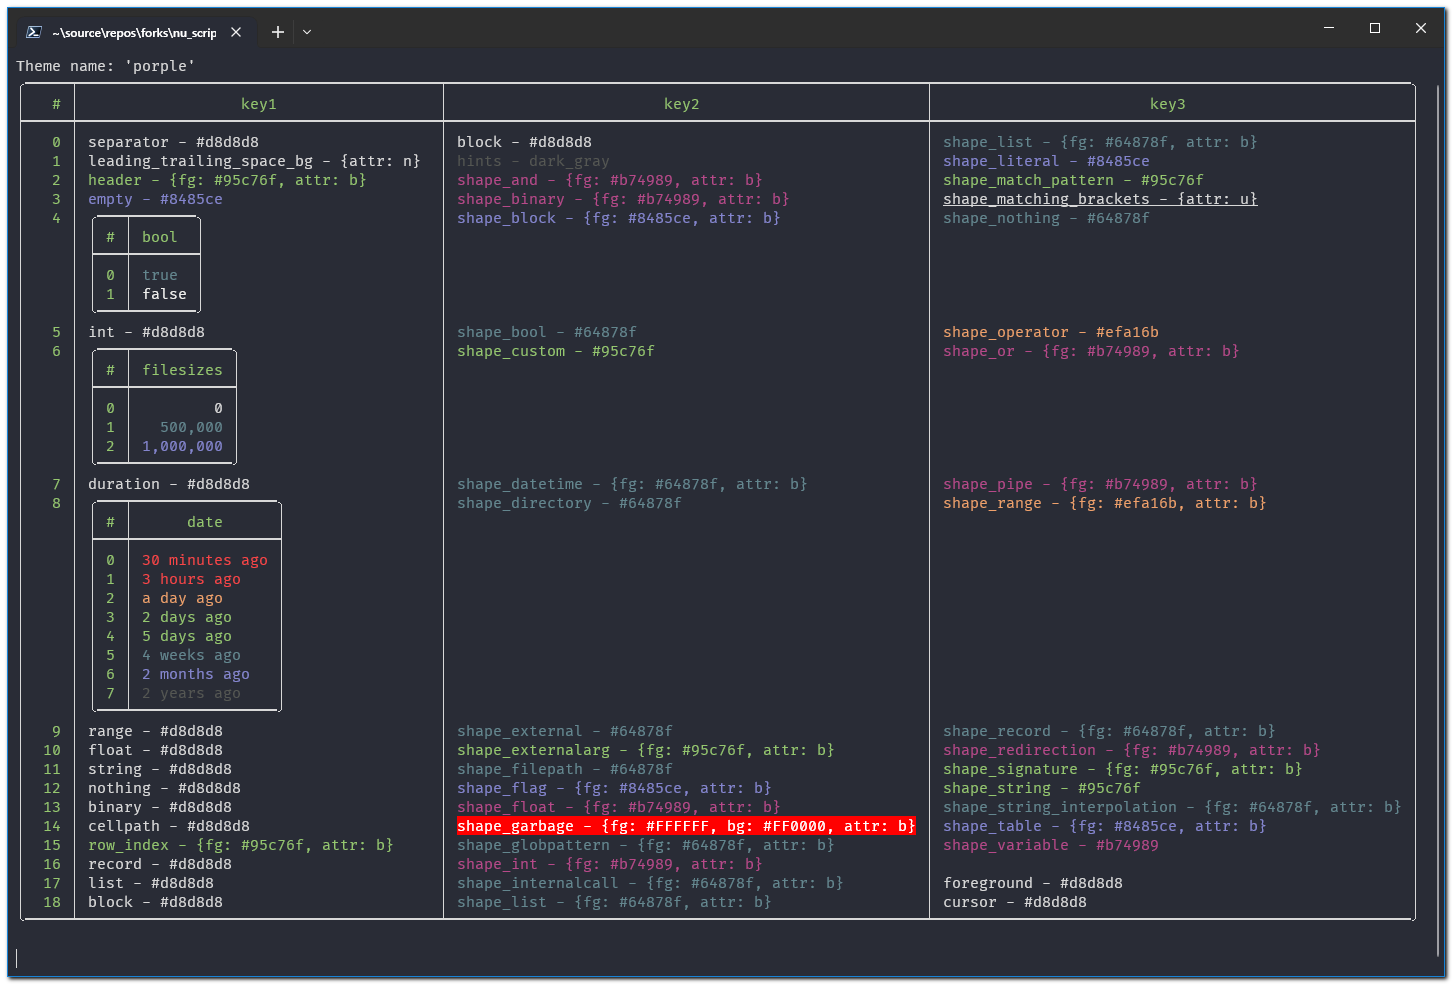 ~\source\repos\forks\nu_scrip
Theme name: 'porple'
# key1 key2 key3
0 separator - #d8d8d8 block - #d8d8d8 shape_list - {fg: #64878f, attr: b}
1 leading_trailing_space_bg - {attr: n} hints - dark_gray shape_literal - #8485ce
2 header - {fg: #95c76f, attr: b} shape_and - {fg: #b74989, attr: b} shape_match_pattern - #95c76f
3 empty - #8485ce shape_binary - {fg: #b74989, attr: b} shape_matching_brackets - {attr: u}
4 shape_block - {fg: #8485ce, attr: b} shape_nothing - #64878f
# bool
0 true
1 false
5 int - #d8d8d8 shape_bool - #64878f shape_operator - #efa16b
6 shape_custom - #95c76f shape_or - {fg: #b74989, attr: b}
# filesizes
0 0
1 500,000
2 1,000,000
7 duration - #d8d8d8 shape_datetime - {fg: #64878f, attr: b} shape_pipe - {fg: #b74989, attr: b}
8 shape_directory - #64878f shape_range - {fg: #efa16b, attr: b}
# date
0 30 minutes ago
1 3 hours ago
2 a day ago
3 2 days ago
4 5 days ago
5 4 weeks ago
6 2 months ago
7 2 years ago
9 range - #d8d8d8 shape_external - #64878f shape_record - {fg: #64878f, attr: b}
10 float - #d8d8d8 shape_externalarg - {fg: #95c76f, attr: b} shape_redirection - {fg: #b74989, attr: b}
11 string - #d8d8d8 shape_filepath - #64878f shape_signature - {fg: #95c76f, attr: b}
12 nothing - #d8d8d8 shape_flag - {fg: #8485ce, attr: b} shape_string - #95c76f
13 binary - #d8d8d8 shape_float - {fg: #b74989, attr: b} shape_string_interpolation - {fg: #64878f, attr: b}
14 cellpath - #d8d8d8 shape_garbage - {fg: #FFFFFF, bg: #FF0000, attr: b} shape_table - {fg: #8485ce, attr: b}
15 row_index - {fg: #95c76f, attr: b} shape_globpattern - {fg: #64878f, attr: b} shape_variable - #b74989
16 record - #d8d8d8 shape_int - {fg: #b74989, attr: b}
17 list - #d8d8d8 shape_internalcall - {fg: #64878f, attr: b} foreground - #d8d8d8
18 block - #d8d8d8 shape_list - {fg: #64878f, attr: b} cursor - #d8d8d8